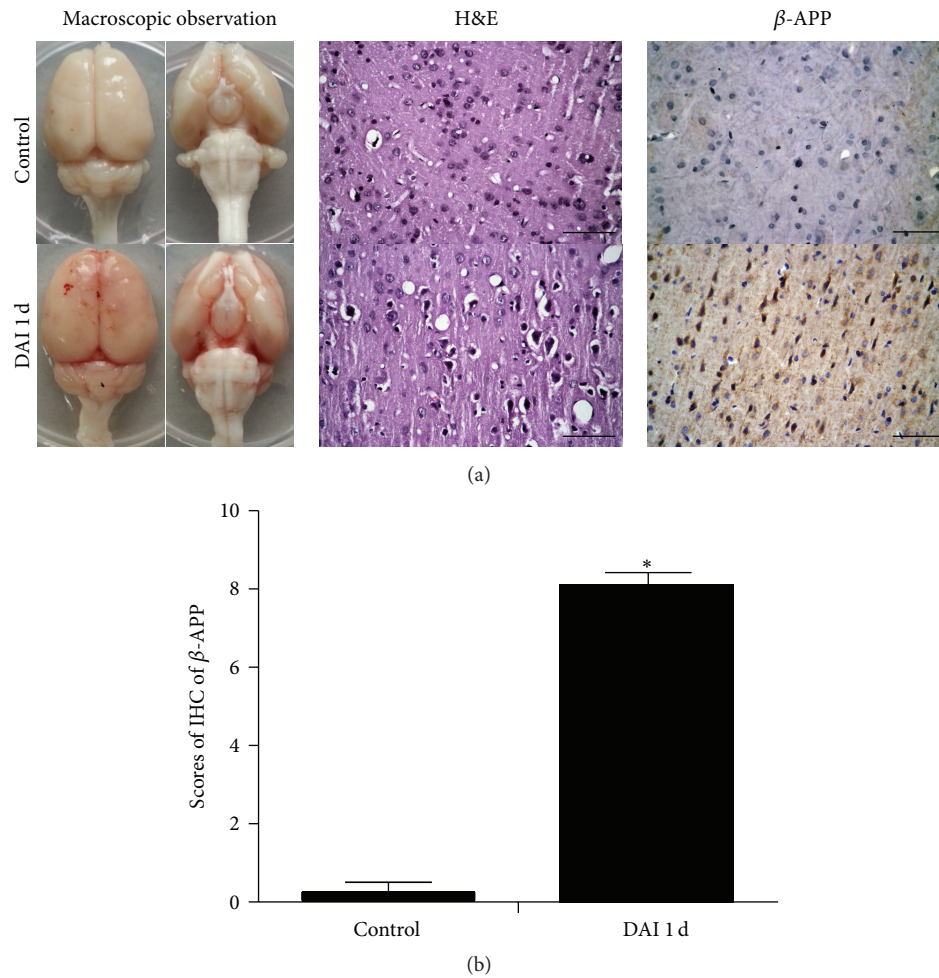 Macroscopic observation
H&E
β-APP
Control
DAI 1 d
(a)
10
8
6
4
2
0
Scores of IHC of β-APP
*
Control
DAI 1 d
(b)